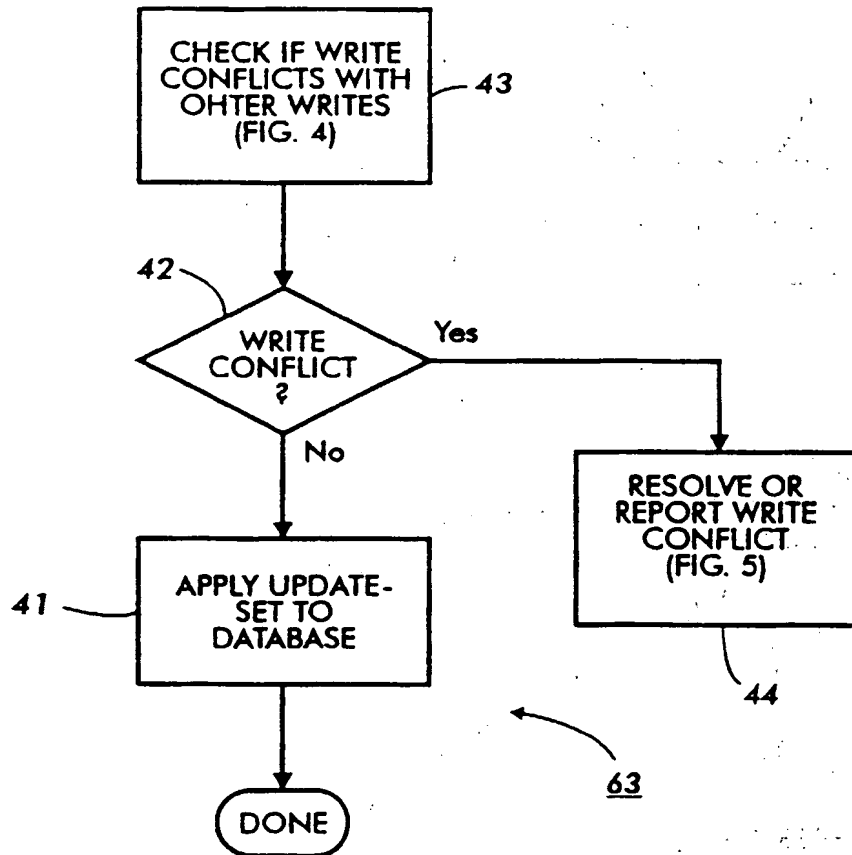 CHECK IF WRITE
CONFLICTS WITH
OHTER WRITES
(FIG. 4)
43
42
WRITE
CONFLICT
?
Yes
No
RESOLVE OR
REPORT WRITE
CONFLICT
(FIG. 5)
41
APPLY UPDATE-
SET TO
DATABASE
44
63
DONE